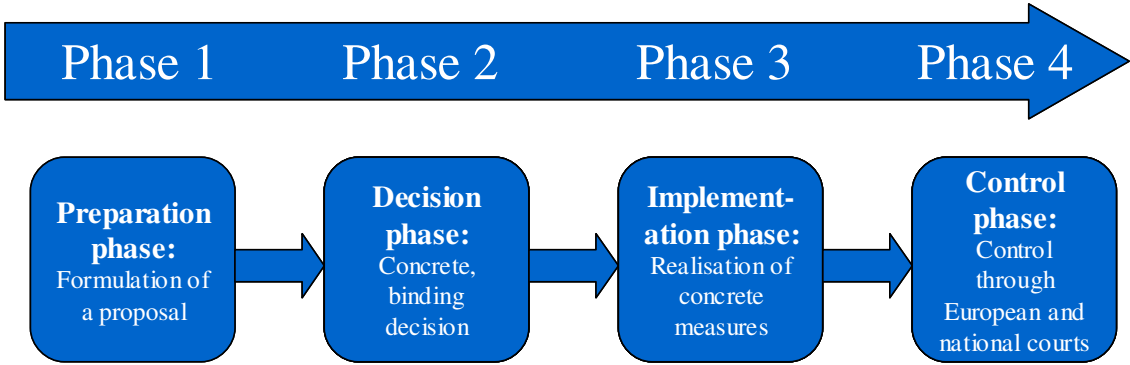 Phase 1
Phase 2
Phase 3
Phase 4
Preparation
phase:
Formulation of
a proposal
Decision
phase:
Concrete,
binding
decision
Implement-
ation phase:
Realisation of
concrete
measures
Control
phase:
Control
through
European and
national courts